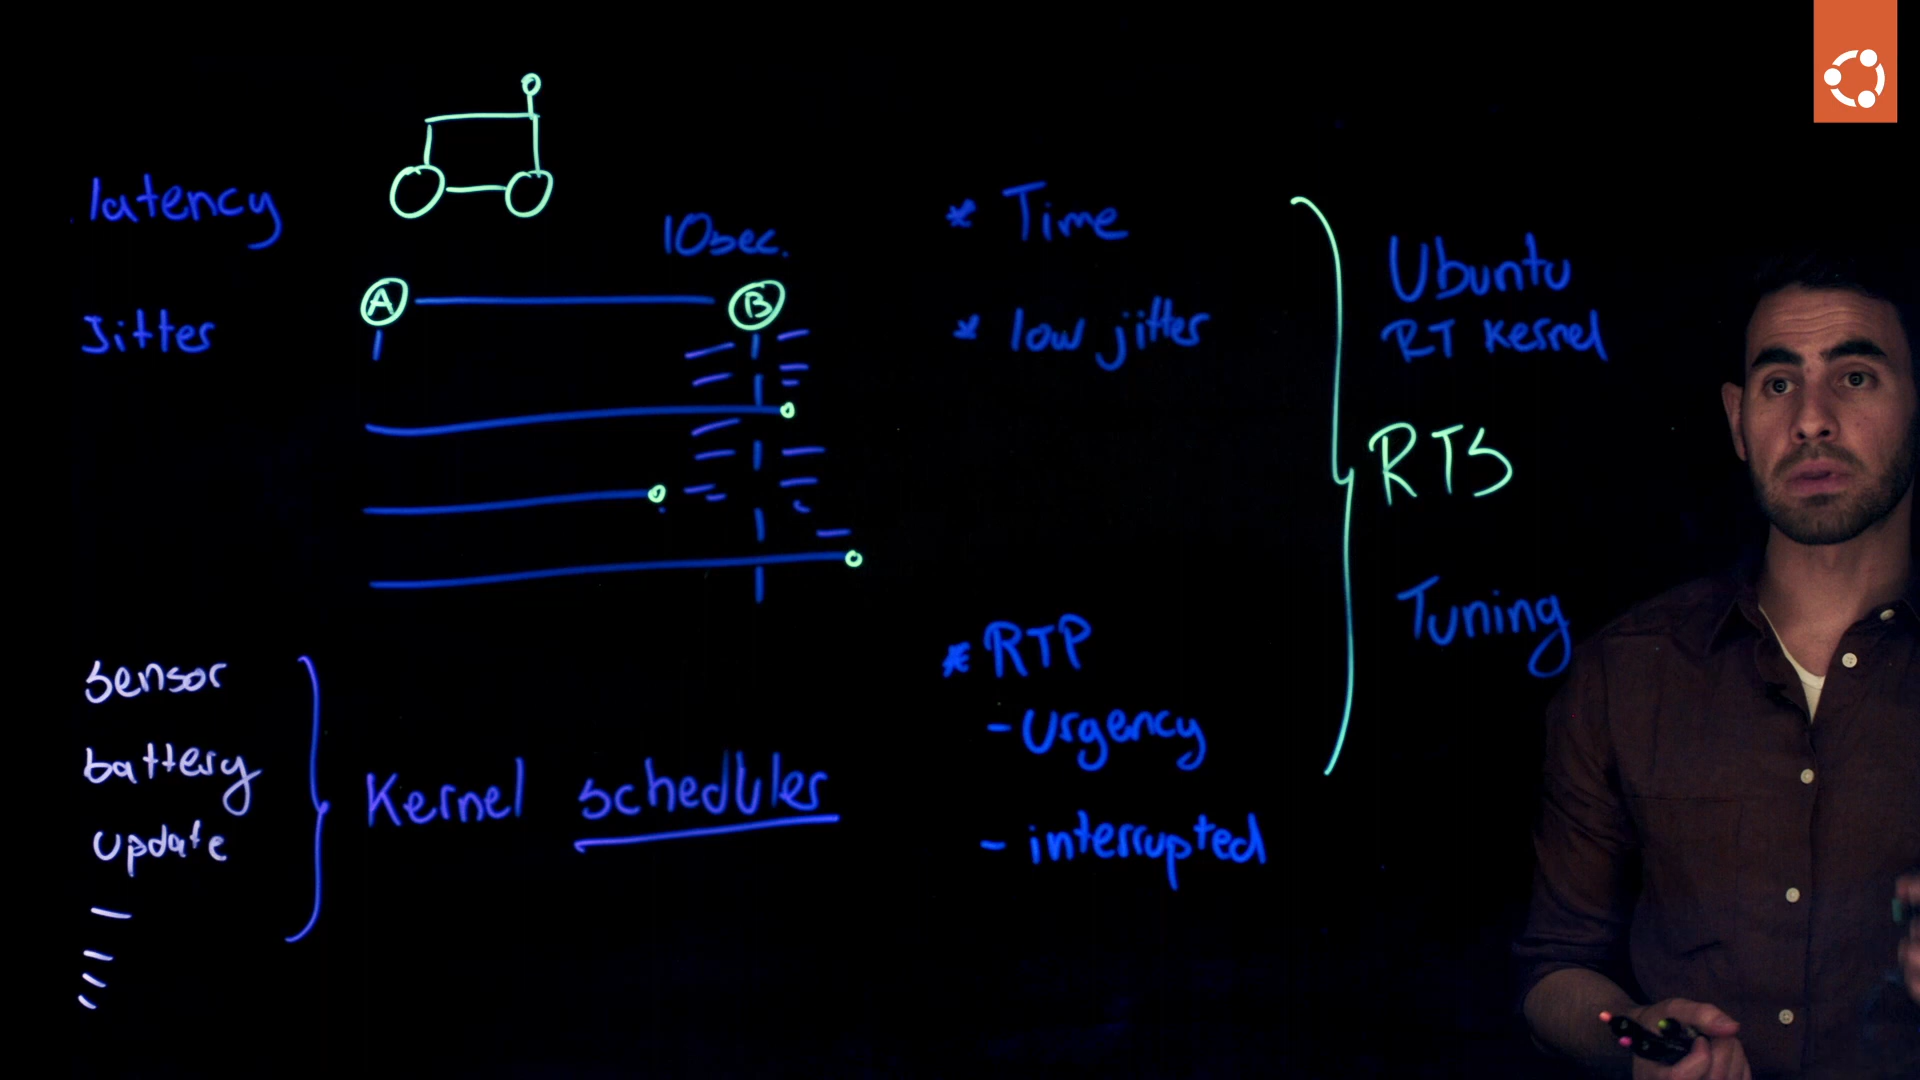 latency
Jitter
10sec.
A
B
sensor
battery
update
Kernel scheduler
* Time
* low jitter
* RTP
- Urgency
- interrupted
Ubuntu
RT Kernel
RTS
Tuning